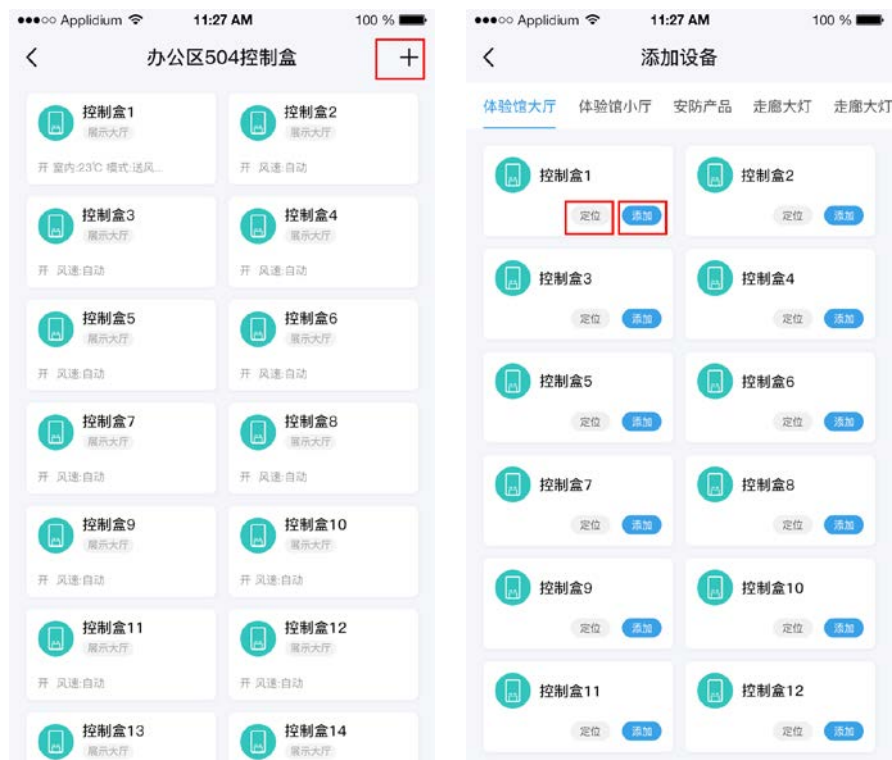 Applidium 11:27 AM 100 %
办公区504控制盒
控制盒1 控制盒2
展示大厅 展示大厅
开 室内:23℃ 模式:送风... 开 风速:自动
控制盒3 控制盒4
展示大厅 展示大厅
开 风速:自动 开 风速:自动
控制盒5 控制盒6
展示大厅 展示大厅
开 风速:自动 开 风速:自动
控制盒7 控制盒8
展示大厅 展示大厅
开 风速:自动 开 风速:自动
控制盒9 控制盒10
展示大厅 展示大厅
开 风速:自动 开 风速:自动
控制盒11 控制盒12
展示大厅 展示大厅
开 风速:自动 开 风速:自动
控制盒13 控制盒14
展示大厅 展示大厅
Applidium 11:27 AM 100 %
添加设备
体验馆大厅 体验馆小厅 安防产品 走廊大灯 走廊大灯
控制盒1 控制盒2
定位 添加 定位 添加
控制盒3 控制盒4
定位 添加 定位 添加
控制盒5 控制盒6
定位 添加 定位 添加
控制盒7 控制盒8
定位 添加 定位 添加
控制盒9 控制盒10
定位 添加 定位 添加
控制盒11 控制盒12
定位 添加 定位 添加